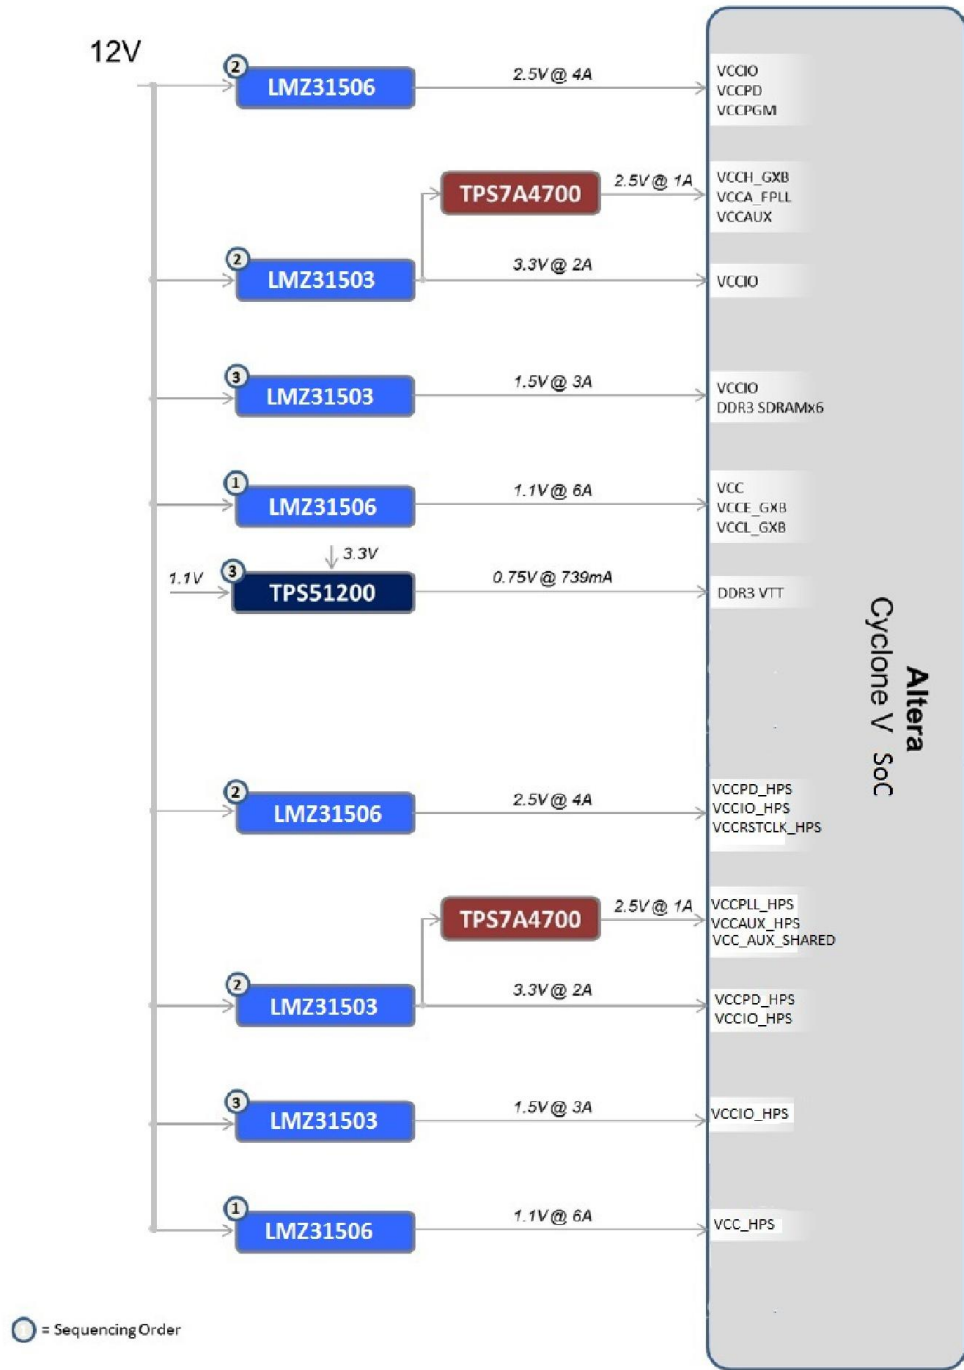 12V
2
LMZ31506
2.5V @ 4A
VCCIO
VCCPD
VCCPGM
TPS7A4700
2.5V @ 1A
VCCH_GXB
VCCA_FPLL
VCCAUX
2
LMZ31503
3.3V @ 2A
VCCIO
3
LMZ31503
1.5V @ 3A
VCCIO
DDR3 SDRAMx6
1
LMZ31506
1.1V @ 6A
VCC
VCCE_GXB
VCCL_GXB
3.3V
1.1V
3
TPS51200
0.75V @ 739mA
DDR3 VTT
Altera
Cyclone V SoC
2
LMZ31506
2.5V @ 4A
VCCPD_HPS
VCCIO_HPS
VCCRSTCLK_HPS
TPS7A4700
2.5V @ 1A
VCCPLL_HPS
VCCAUX_HPS
VCC_AUX_SHARED
2
LMZ31503
3.3V @ 2A
VCCPD_HPS
VCCIO_HPS
3
LMZ31503
1.5V @ 3A
VCCIO_HPS
1
LMZ31506
1.1V @ 6A
VCC_HPS
1 = Sequencing Order